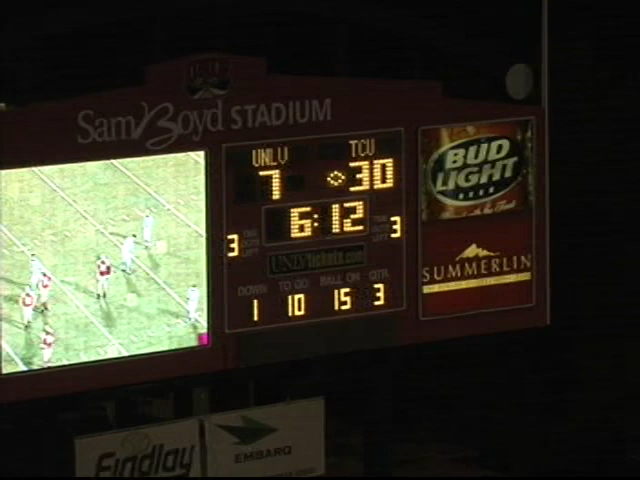 Sam Boyd STADIUM
UNLV TCU
7 30
6:12
3 3
UNLVtickets.com
DOWN TO GO BALL ON QTR
1 10 15 3
BUD
LIGHT
SUMMERLIN
Findlay
EMBARQ